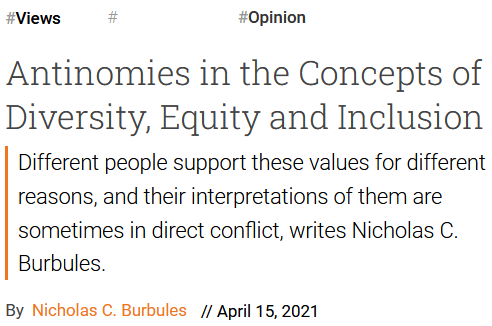 #Views # #Opinion
Antinomies in the Concepts of
Diversity, Equity and Inclusion
Different people support these values for different
reasons, and their interpretations of them are
sometimes in direct conflict, writes Nicholas C.
Burbules.
By Nicholas C. Burbules // April 15, 2021